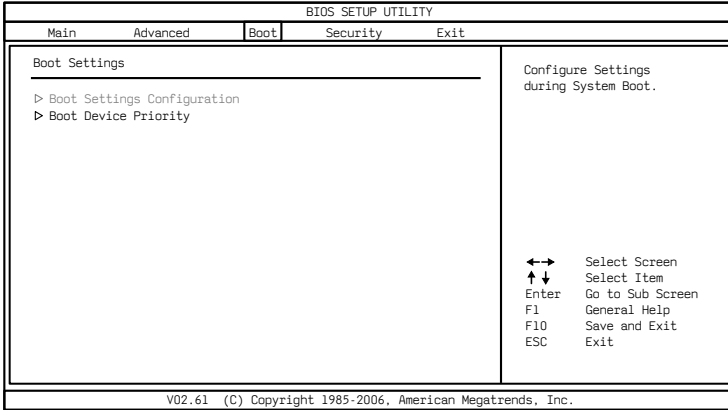 BIOS SETUP UTILITY
Main Advanced Boot Security Exit
Boot Settings
▷ Boot Settings Configuration
▷ Boot Device Priority
Configure Settings
during System Boot.
←→ Select Screen
↑↓ Select Item
Enter Go to Sub Screen
F1 General Help
F10 Save and Exit
ESC Exit
V02.61 (C) Copyright 1985-2006, American Megatrends, Inc.